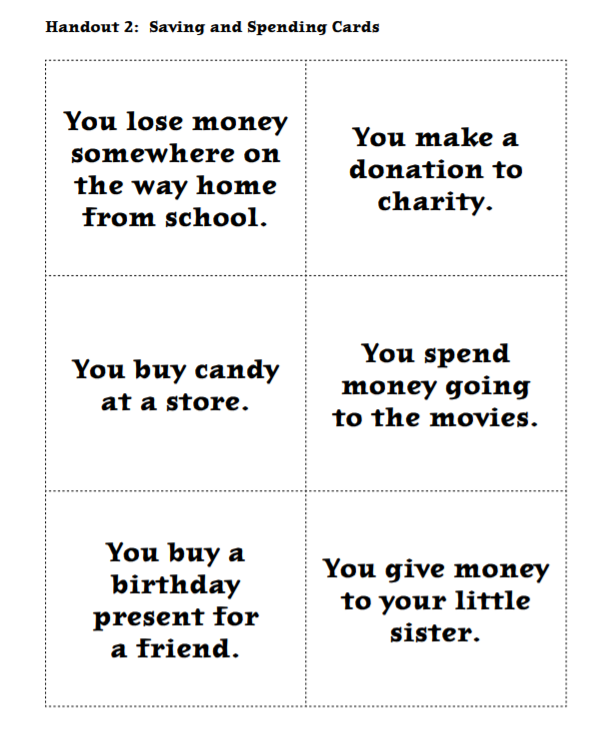 Handout 2: Saving and Spending Cards
You lose money
somewhere on
the way home
from school.
You make a
donation to
charity.
You buy candy
at a store.
You spend
money going
to the movies.
You buy a
birthday
present for
a friend.
You give money
to your little
sister.